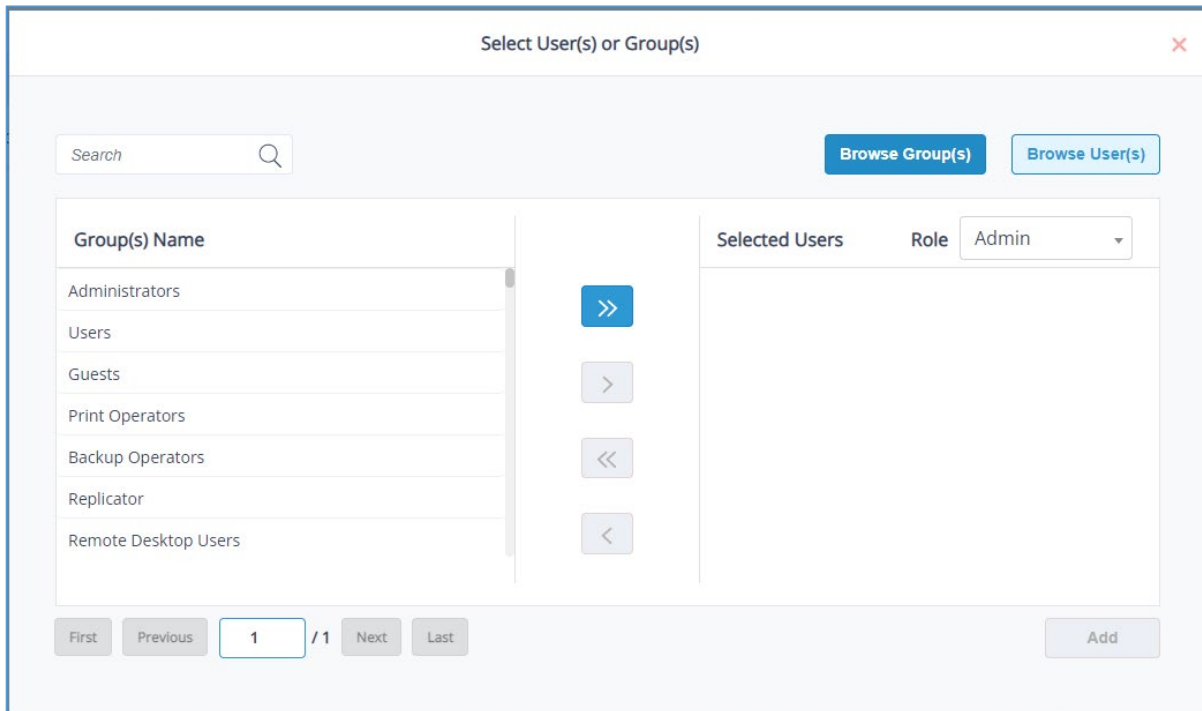 Select User(s) or Group(s)
Search
Browse Group(s)
Browse User(s)
Group(s) Name
Selected Users
Role
Admin
Administrators
Users
Guests
Print Operators
Backup Operators
Replicator
Remote Desktop Users
First
Previous
1
/ 1
Next
Last
Add